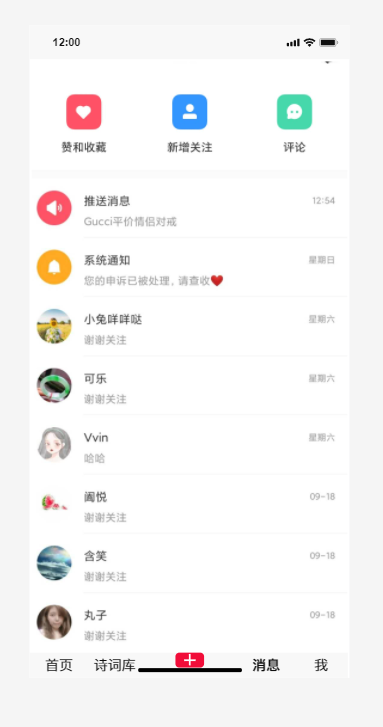 12:00
赞和收藏 新增关注 评论
推送消息 12:54
Gucci平价情侣对戒
系统通知 星期日
您的申诉已被处理，请查收❤️
小兔咩咩哒 星期六
谢谢关注
可乐 星期六
谢谢关注
Vvin 星期六
哈哈
阖悦 09-18
谢谢关注
含笑 09-18
谢谢关注
丸子 09-18
谢谢关注
首页 诗词库 消息 我